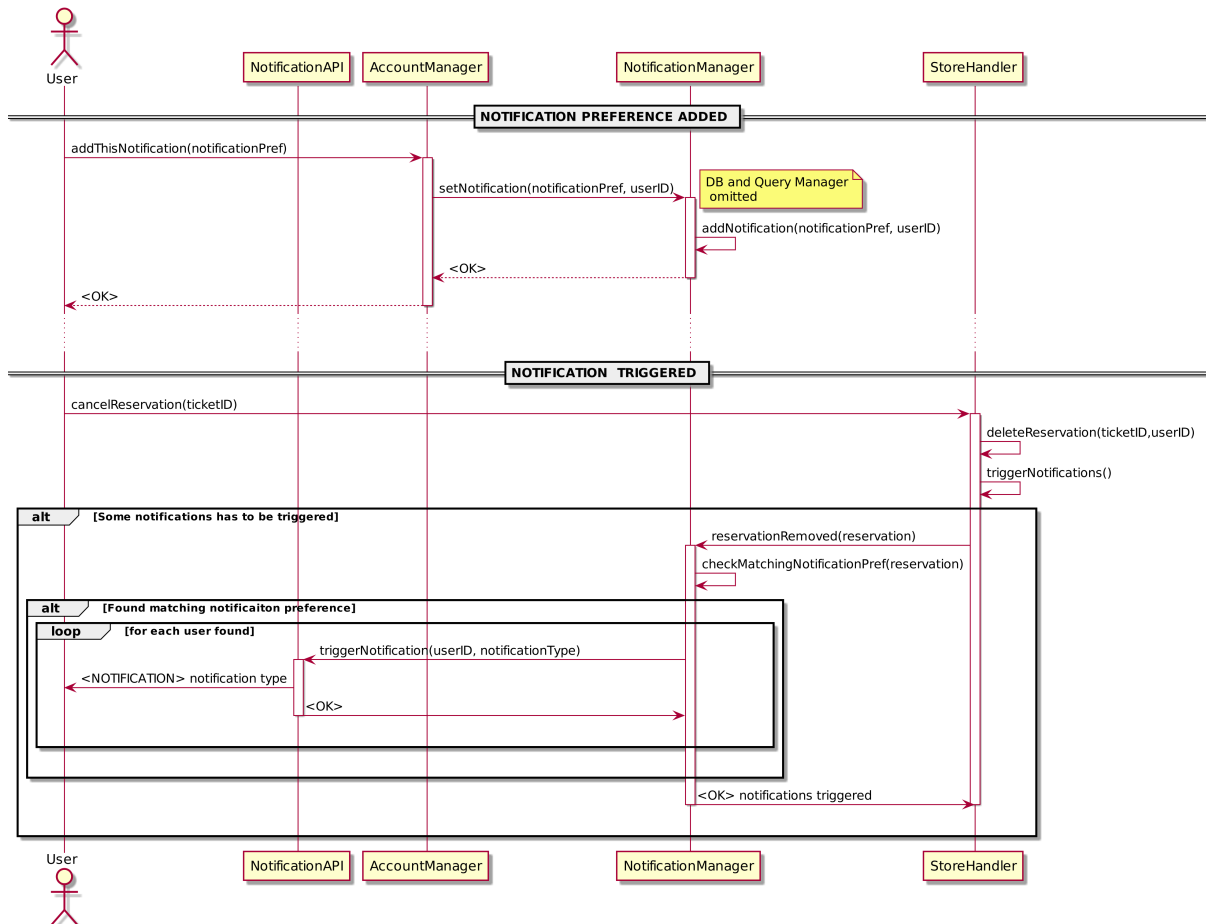 User
NotificationAPI
AccountManager
NotificationManager
StoreHandler
NOTIFICATION PREFERENCE ADDED
addThisNotification(notificationPref)
setNotification(notificationPref, userID)
DB and Query Manager
omitted
addNotification(notificationPref, userID)
<OK>
<OK>
NOTIFICATION  TRIGGERED
cancelReservation(ticketID)
deleteReservation(ticketID,userID)
triggerNotifications()
alt [Some notifications has to be triggered]
reservationRemoved(reservation)
checkMatchingNotificationPref(reservation)
alt [Found matching notificaiton preference]
loop [for each user found]
triggerNotification(userID, notificationType)
<NOTIFICATION> notification type
<OK>
<OK> notifications triggered
User
NotificationAPI
AccountManager
NotificationManager
StoreHandler